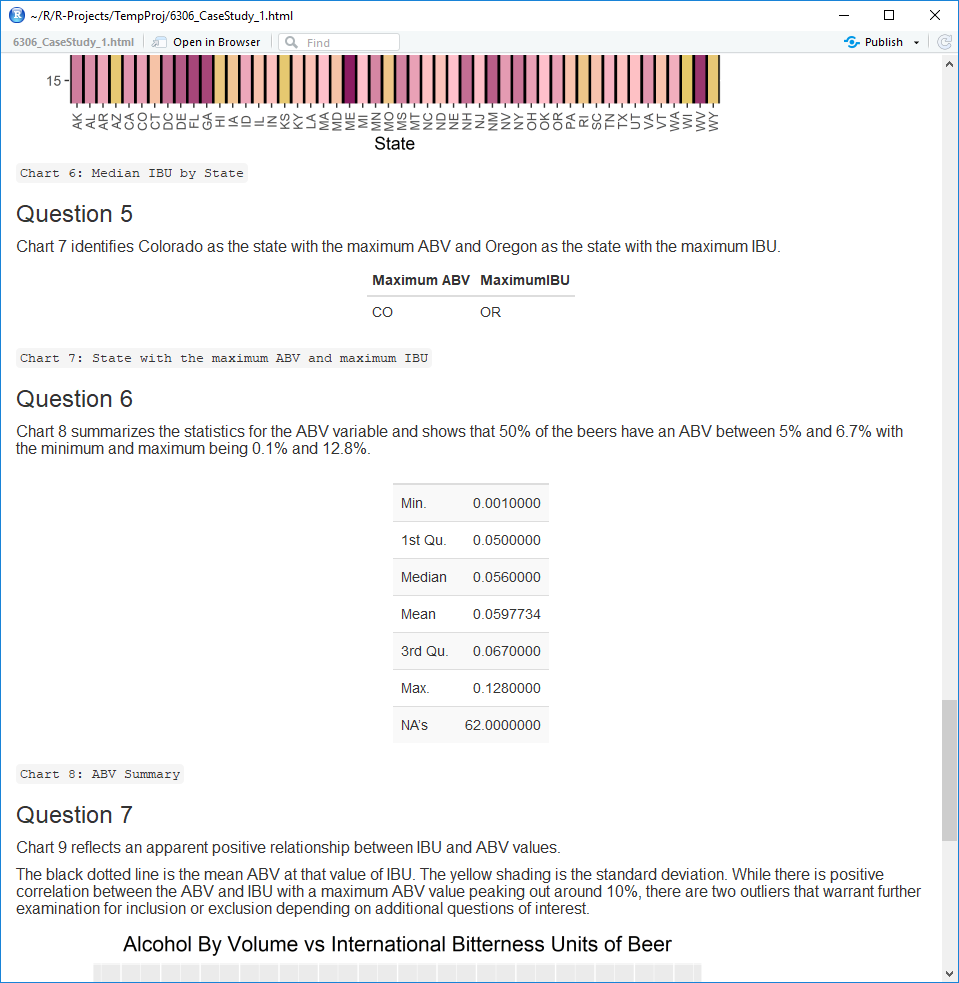 ~/R/R-Projects/TempProj/6306_CaseStudy_1.html
6306_CaseStudy_1.html Open in Browser Find Publish
15
AK AL AR AZ CA CO CT DC DE FL GA HI IA ID IL IN KS KY LA MA MD ME MI MN MO MS MT NC ND NE NH NJ NM NV NY OH OK OR PA RI SC TN TX UT VA VT WA WI WV WY
State
Chart 6: Median IBU by State
Question 5
Chart 7 identifies Colorado as the state with the maximum ABV and Oregon as the state with the maximum IBU.
Maximum ABV MaximumIBU
CO OR
Chart 7: State with the maximum ABV and maximum IBU
Question 6
Chart 8 summarizes the statistics for the ABV variable and shows that 50% of the beers have an ABV between 5% and 6.7% with
the minimum and maximum being 0.1% and 12.8%.
Min. 0.0010000
1st Qu. 0.0500000
Median 0.0560000
Mean 0.0597734
3rd Qu. 0.0670000
Max. 0.1280000
NA's 62.0000000
Chart 8: ABV Summary
Question 7
Chart 9 reflects an apparent positive relationship between IBU and ABV values.
The black dotted line is the mean ABV at that value of IBU. The yellow shading is the standard deviation. While there is positive
correlation between the ABV and IBU with a maximum ABV value peaking out around 10%, there are two outliers that warrant further
examination for inclusion or exclusion depending on additional questions of interest.
Alcohol By Volume vs International Bitterness Units of Beer